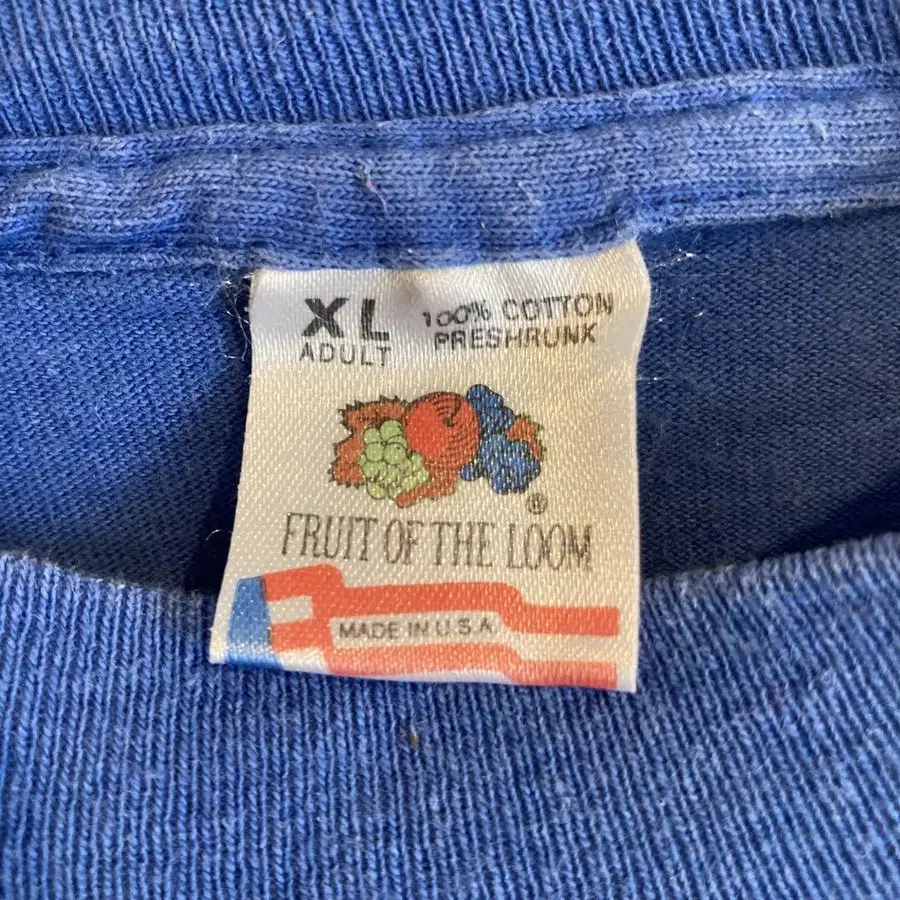 XL
ADULT
100% COTTON
PRESHRUNK
®
FRUIT OF THE LOOM
MADE IN U.S.A.